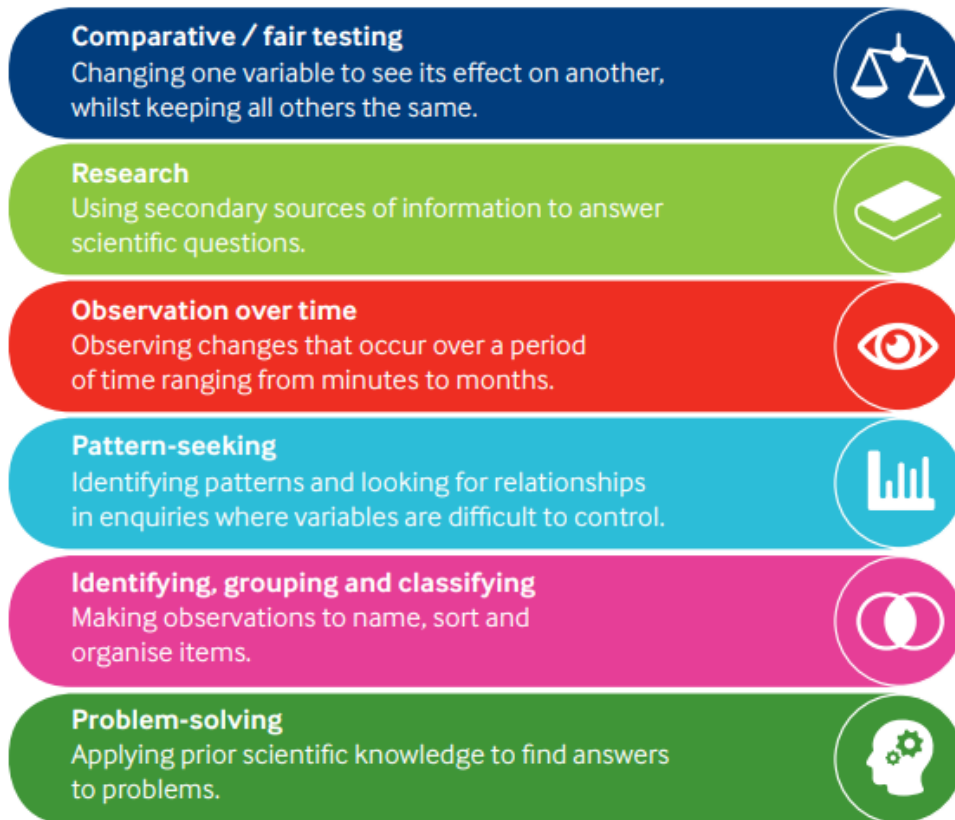 Comparative / fair testing
Changing one variable to see its effect on another,
whilst keeping all others the same.
Research
Using secondary sources of information to answer
scientific questions.
Observation over time
Observing changes that occur over a period
of time ranging from minutes to months.
Pattern-seeking
Identifying patterns and looking for relationships
in enquiries where variables are difficult to control.
Identifying, grouping and classifying
Making observations to name, sort and
organise items.
Problem-solving
Applying prior scientific knowledge to find answers
to problems.